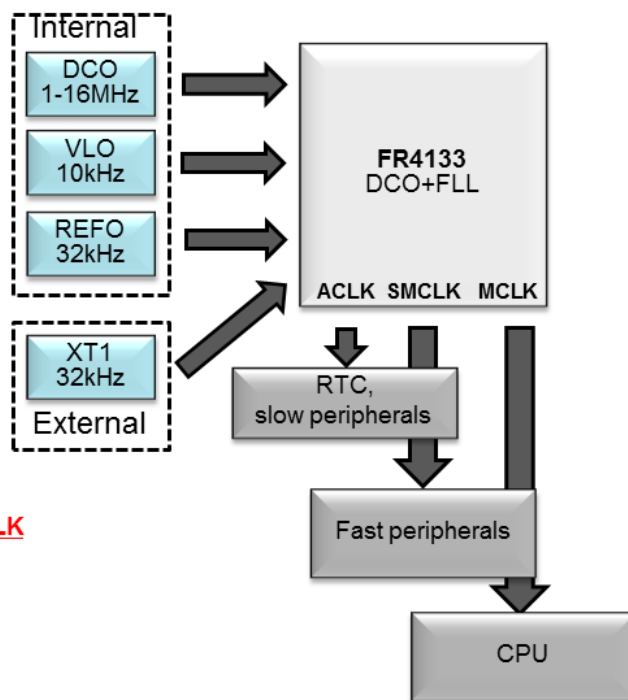 Internal
DCO
1-16MHz
VLO
10kHz
REFO
32kHz
XT1
32kHz
External
FR4133
DCO+FLL
ACLK SMCLK MCLK
RTC,
slow peripherals
Fast peripherals
CPU
LK